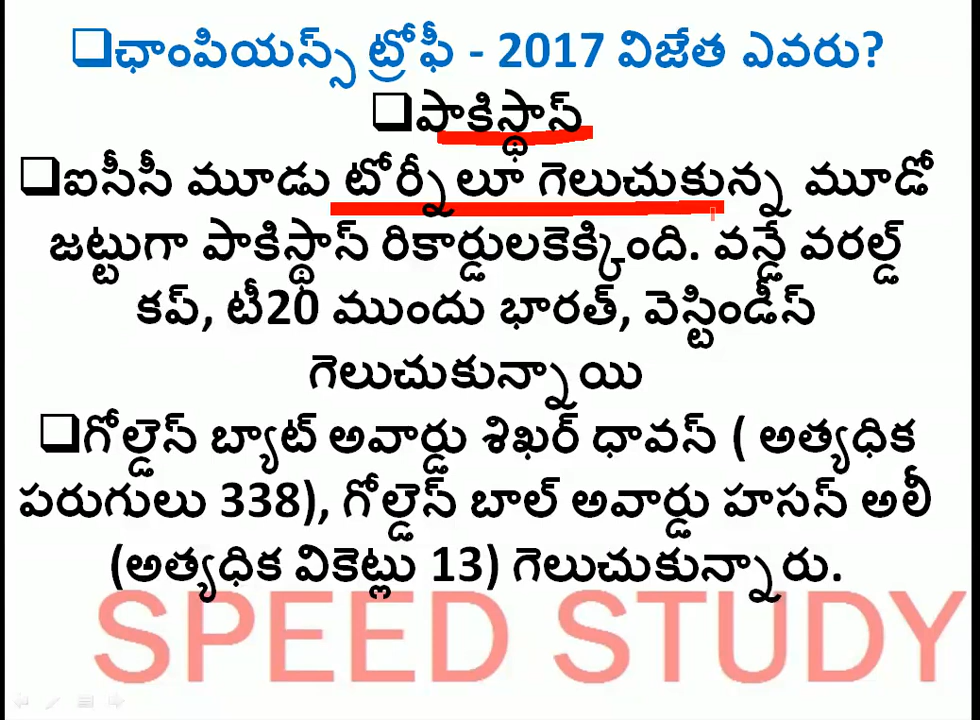 ❑ఛాంపియన్స్ ట్రోఫీ - 2017 విజేత ఎవరు?
❑పాకిస్థాన్
❑ఐసీసీ మూడు టోర్నీలూ గెలుచుకున్న మూడో
జట్టుగా పాకిస్థాన్ రికార్డులకెక్కింది. వన్డే వరల్డ్
కప్, టీ20 ముందు భారత్, వెస్టిండీస్
గెలుచుకున్నాయి
❑గోల్డెన్ బ్యాట్ అవార్డు శిఖర్ ధావన్ ( అత్యధిక
పరుగులు 338), గోల్డెన్ బాల్ అవార్డు హసన్ అలీ
(అత్యధిక వికెట్లు 13) గెలుచుకున్నారు.
SPEED STUDY